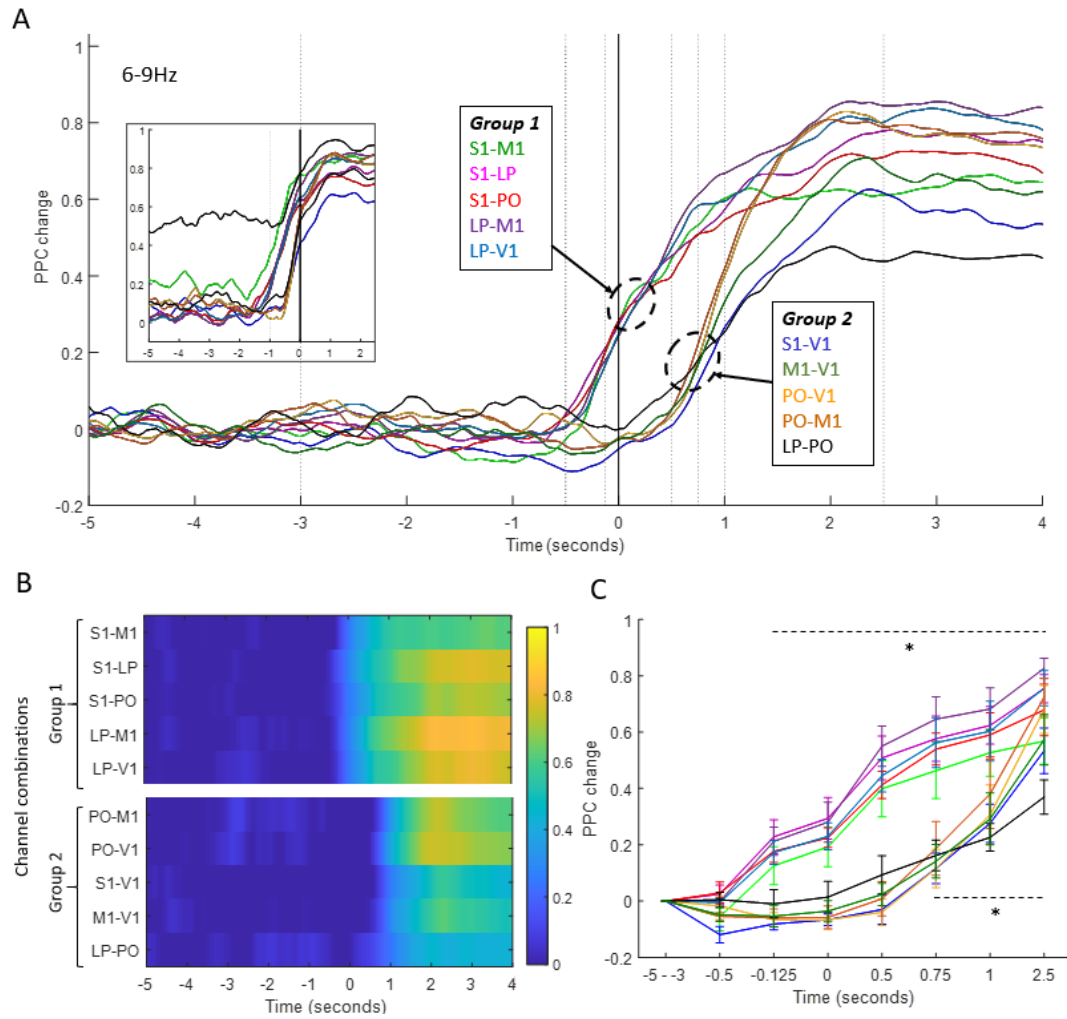 A
PPC change
1
0.8
0.6
0.4
0.2
0
-0.2
-5
-4
-3
-2
-1
0
1
2
3
4
Time (seconds)
6-9Hz
1
0.8
0.6
0.4
0.2
0
-5
-4
-3
-2
-1
0
1
2
Group 1
S1-M1
S1-LP
S1-PO
LP-M1
LP-V1
Group 2
S1-V1
M1-V1
PO-V1
PO-M1
LP-PO
B
Channel combinations
Group 1
S1-M1
S1-LP
S1-PO
LP-M1
LP-V1
Group 2
PO-M1
PO-V1
S1-V1
M1-V1
LP-PO
-5
-4
-3
-2
-1
0
1
2
3
4
Time (seconds)
1
0.8
0.6
0.4
0.2
0
C
PPC change
1
0.8
0.6
0.4
0.2
0
-0.2
*
*
-5 - -3
-0.5
-0.125
0
0.5
0.75
1
2.5
Time (seconds)